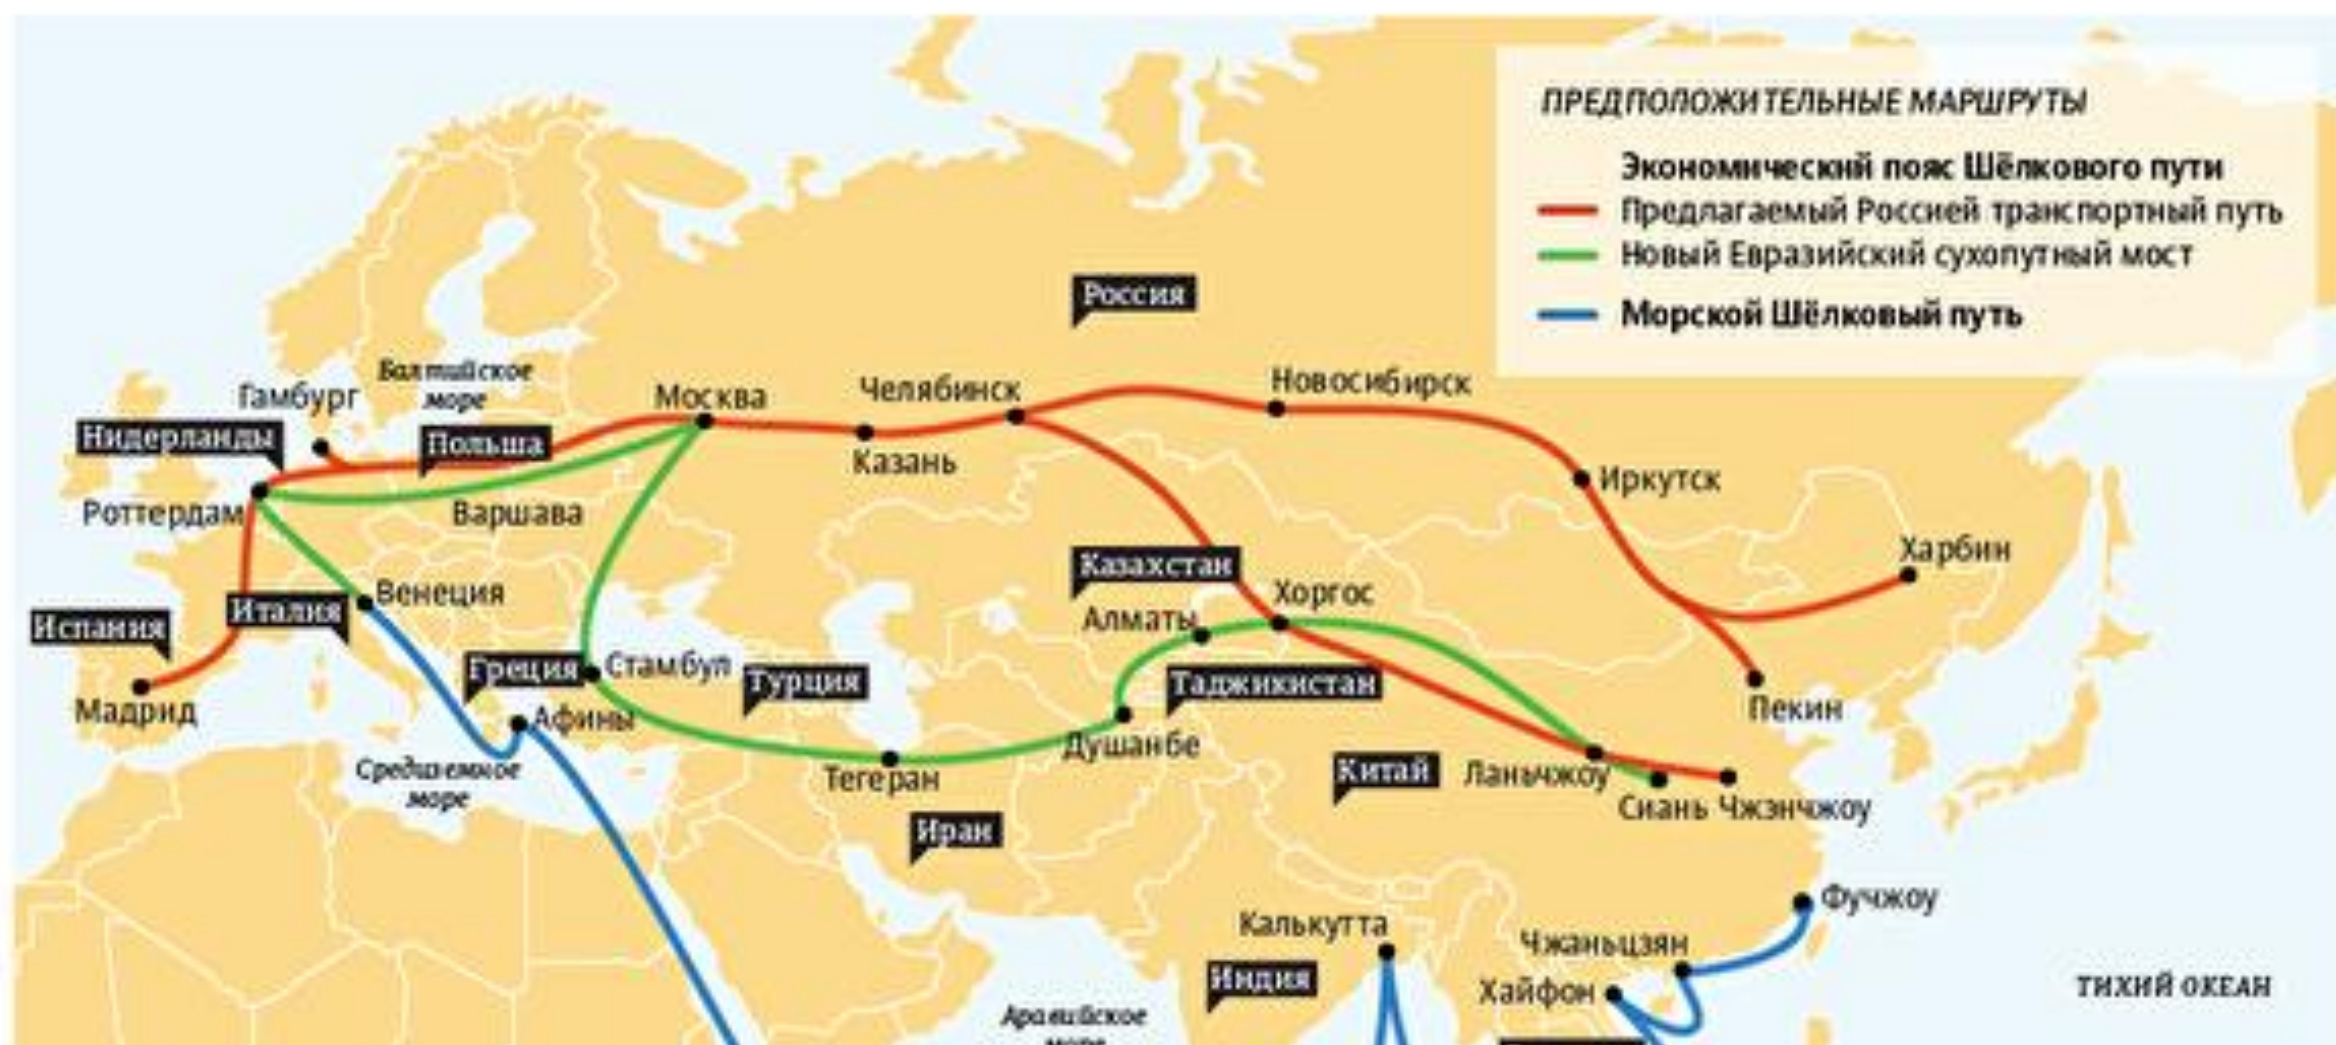 ПРЕДПОЛОЖИТЕЛЬНЫЕ МАРШРУТЫ
Экономический пояс Шёлкового пути
Предлагаемый Россией транспортный путь
Новый Евразийский сухопутный мост
Морской Шёлковый путь
Россия
Балтийское
море
Гамбург
Москва
Челябинск
Новосибирск
Нидерланды
Польша
Казань
Иркутск
Роттердам
Варшава
Харбин
Казахстан
Венеция
Хоргос
Италия
Алматы
Испания
Греция
Стамбул
Турция
Таджикистан
Мадрид
Афины
Пекин
Душанбе
Средиземное
море
Тегеран
Китай
Ланьчжоу
Сиань
Чжэнчжоу
Иран
Фучжоу
Калькутта
Чжаньцзян
Индия
Хайфон
ТИХИЙ ОКЕАН
Аравийское
море